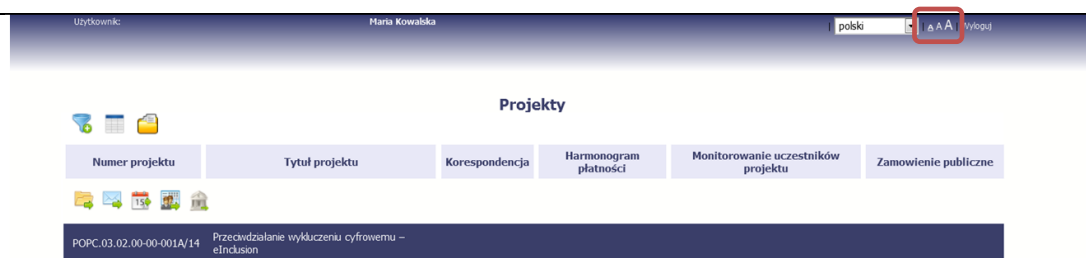 Użytkownik: Maria Kowalska | polski | A A A | Wyloguj
Projekty
Numer projektu Tytuł projektu Korespondencja Harmonogram płatności Monitorowanie uczestników projektu Zamowienie publiczne
15
POPC.03.02.00-00-001A/14 Przeciwdziałanie wykluczeniu cyfrowemu –
eInclusion